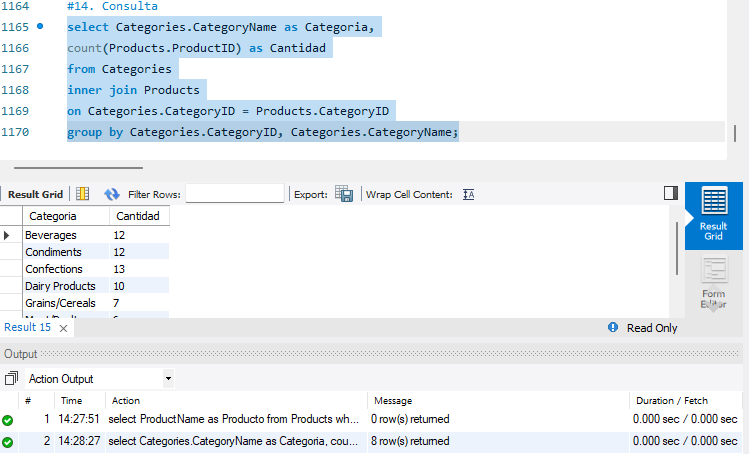 1164 #14. Consulta
1165 select Categories.CategoryName as Categoria,
1166 count(Products.ProductID) as Cantidad
1167 from Categories
1168 inner join Products
1169 on Categories.CategoryID = Products.CategoryID
1170 group by Categories.CategoryID, Categories.CategoryName;
Result Grid Filter Rows: Export: Wrap Cell Content:
Categoria Cantidad
Beverages 12
Condiments 12
Confections 13
Dairy Products 10
Grains/Cereals 7
Result Grid
Form Editor
Result 15 Read Only
Output
Action Output
# Time Action Message Duration / Fetch
1 14:27:51 select ProductName as Producto from Products wh... 0 row(s) returned 0.000 sec / 0.000 sec
2 14:28:27 select Categories.CategoryName as Categoria, cou... 8 row(s) returned 0.000 sec / 0.000 sec